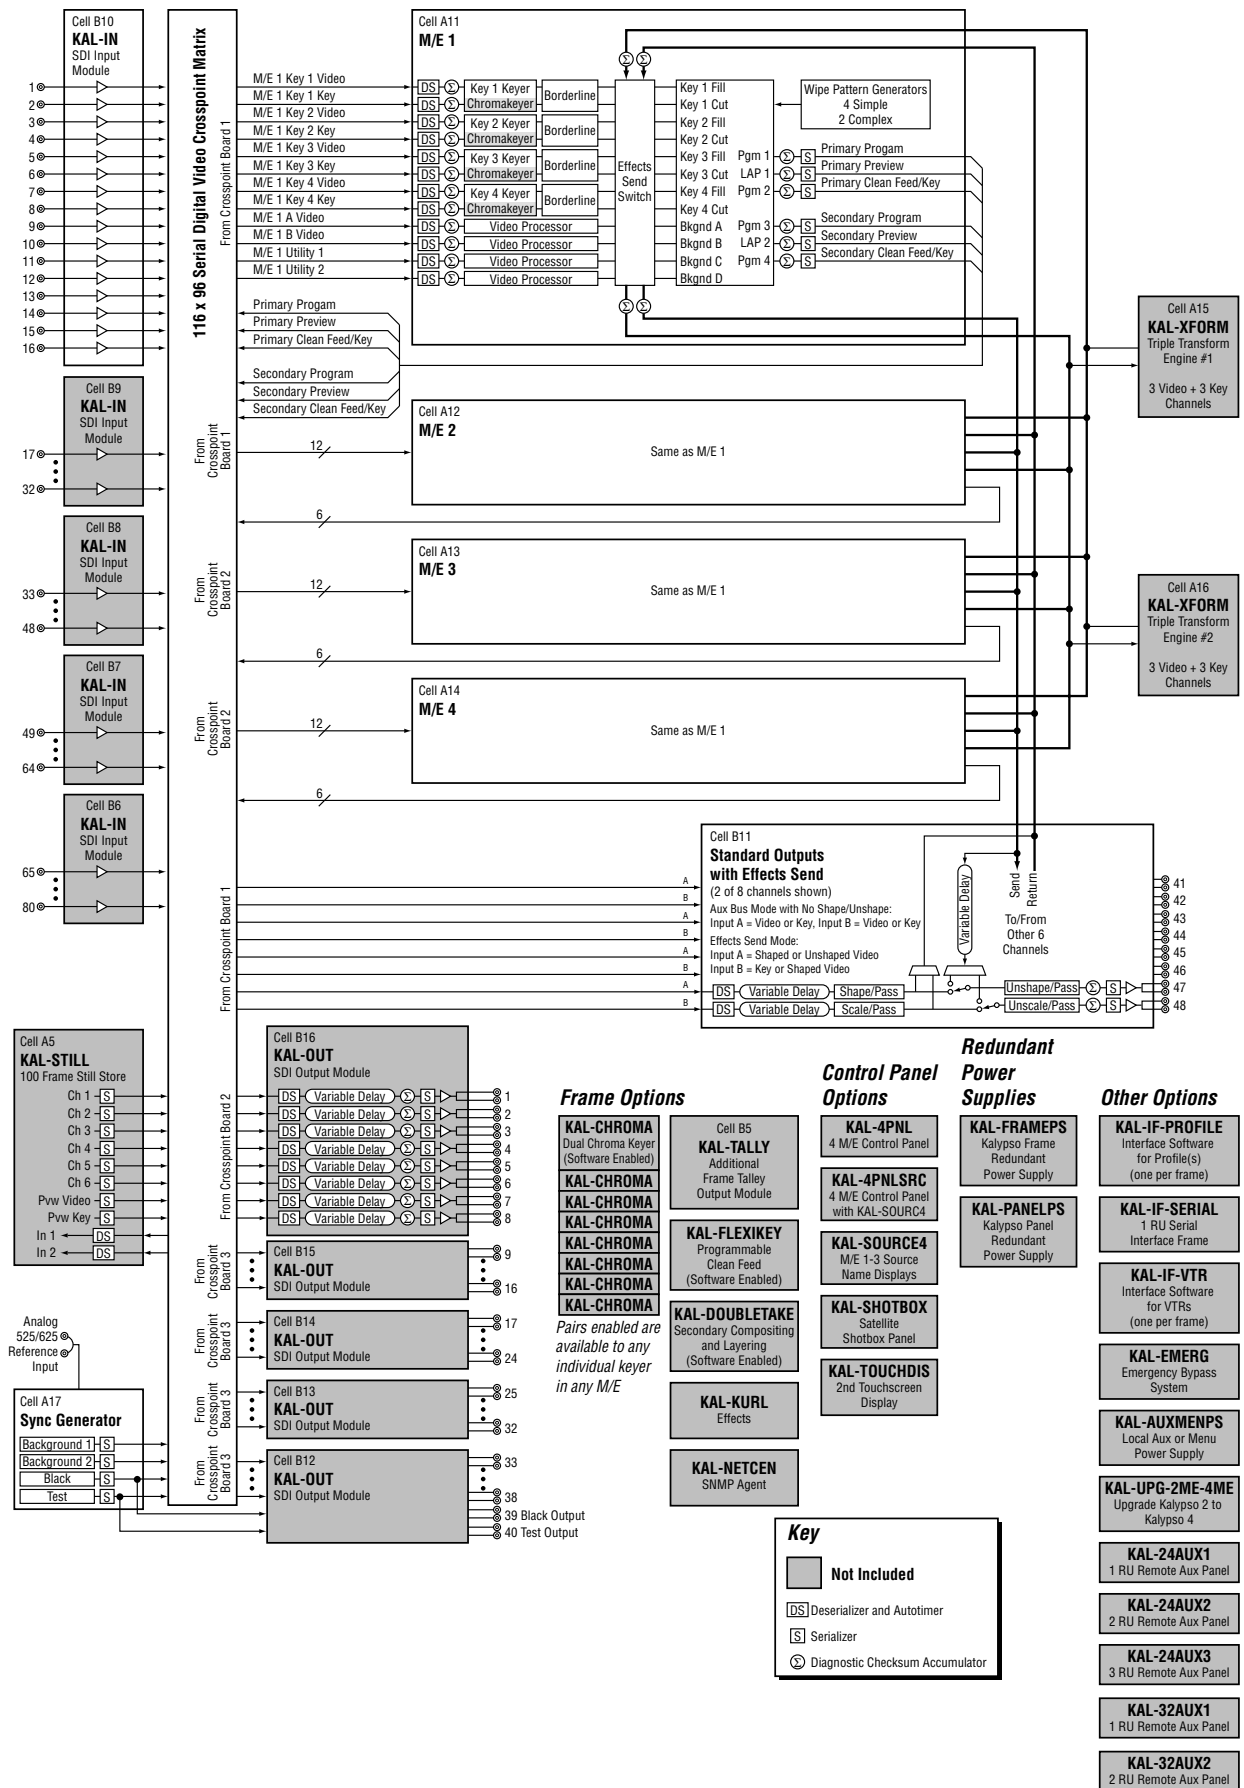 Cell B10
KAL-IN
SDI Input
Module
1
2
3
4
5
6
7
8
9
10
11
12
13
14
15
16
Cell B9
KAL-IN
SDI Input
Module
17
32
Cell B8
KAL-IN
SDI Input
Module
33
48
Cell B7
KAL-IN
SDI Input
Module
49
64
Cell B6
KAL-IN
SDI Input
Module
65
80
116 x 96 Serial Digital Video Crosspoint Matrix
From Crosspoint Board 1
M/E 1 Key 1 Video
M/E 1 Key 1 Key
M/E 1 Key 2 Video
M/E 1 Key 2 Key
M/E 1 Key 3 Video
M/E 1 Key 3 Key
M/E 1 Key 4 Video
M/E 1 Key 4 Key
M/E 1 A Video
M/E 1 B Video
M/E 1 Utility 1
M/E 1 Utility 2
Primary Progam
Primary Preview
Primary Clean Feed/Key
Secondary Program
Secondary Preview
Secondary Clean Feed/Key
Cell A11
M/E 1
DS Σ Key 1 Keyer Borderline
DS Σ Chromakeyer
DS Σ Key 2 Keyer Borderline
DS Σ Chromakeyer
DS Σ Key 3 Keyer Borderline
DS Σ Chromakeyer
DS Σ Key 4 Keyer Borderline
DS Σ Chromakeyer
DS Σ Video Processor
DS Σ Video Processor
DS Σ Video Processor
DS Σ Video Processor
Σ Σ
Effects
Send
Switch
Σ Σ
Key 1 Fill
Key 1 Cut
Key 2 Fill
Key 2 Cut
Key 3 Fill Pgm 1 Σ S Primary Progam
Key 3 Cut LAP 1 Σ S Primary Preview
Key 4 Fill Pgm 2 Σ S Primary Clean Feed/Key
Key 4 Cut
Bkgnd A Pgm 3 Σ S Secondary Program
Bkgnd B LAP 2 Σ S Secondary Preview
Bkgnd C Pgm 4 Σ S Secondary Clean Feed/Key
Bkgnd D
Wipe Pattern Generators
4 Simple
2 Complex
Cell A15
KAL-XFORM
Triple Transform
Engine #1
3 Video + 3 Key
Channels
From
Crosspoint
Board 1
12
6
Cell A12
M/E 2
Same as M/E 1
From
Crosspoint
Board 2
12
6
Cell A13
M/E 3
Same as M/E 1
Cell A16
KAL-XFORM
Triple Transform
Engine #2
3 Video + 3 Key
Channels
From
Crosspoint
Board 2
12
6
Cell A14
M/E 4
Same as M/E 1
From Crosspoint Board 1
A
B
A
B
A
B
A
B
Cell B11
Standard Outputs
with Effects Send
(2 of 8 channels shown)
Aux Bus Mode with No Shape/Unshape:
Input A = Video or Key, Input B = Video or Key
Effects Send Mode:
Input A = Shaped or Unshaped Video
Input B = Key or Shaped Video
DS Variable Delay Shape/Pass
DS Variable Delay Scale/Pass
Variable Delay
Send
Return
To/From
Other 6
Channels
Unshape/Pass Σ S
Unscale/Pass Σ S
41
42
43
44
45
46
47
48
Cell A5
KAL-STILL
100 Frame Still Store
Ch 1 S
Ch 2 S
Ch 3 S
Ch 4 S
Ch 5 S
Ch 6 S
Pvw Video S
Pvw Key S
In 1 DS
In 2 DS
Analog
525/625
Reference
Input
Cell A17
Sync Generator
Background 1 S
Background 2 S
Black S
Test S
From Crosspoint Board 2
Cell B16
KAL-OUT
SDI Output Module
DS Variable Delay Σ S 1
DS Variable Delay Σ S 2
DS Variable Delay Σ S 3
DS Variable Delay Σ S 4
DS Variable Delay Σ S 5
DS Variable Delay Σ S 6
DS Variable Delay Σ S 7
DS Variable Delay Σ S 8
From
Crosspoint
Board 3
Cell B15
KAL-OUT
SDI Output Module
9
16
From
Crosspoint
Board 3
Cell B14
KAL-OUT
SDI Output Module
17
24
From
Crosspoint
Board 3
Cell B13
KAL-OUT
SDI Output Module
25
32
From
Crosspoint
Board 3
Cell B12
KAL-OUT
SDI Output Module
33
38
39 Black Output
40 Test Output
Frame Options
KAL-CHROMA
Dual Chroma Keyer
(Software Enabled)
KAL-CHROMA
KAL-CHROMA
KAL-CHROMA
KAL-CHROMA
KAL-CHROMA
KAL-CHROMA
KAL-CHROMA
Pairs enabled are
available to any
individual keyer
in any M/E
Cell B5
KAL-TALLY
Additional
Frame Talley
Output Module
KAL-FLEXIKEY
Programmable
Clean Feed
(Software Enabled)
KAL-DOUBLETAKE
Secondary Compositing
and Layering
(Software Enabled)
KAL-KURL
Effects
KAL-NETCEN
SNMP Agent
Control Panel
Options
KAL-4PNL
4 M/E Control Panel
KAL-4PNLSRC
4 M/E Control Panel
with KAL-SOURC4
KAL-SOURCE4
M/E 1-3 Source
Name Displays
KAL-SHOTBOX
Satellite
Shotbox Panel
KAL-TOUCHDIS
2nd Touchscreen
Display
Redundant
Power
Supplies
KAL-FRAMEPS
Kalypso Frame
Redundant
Power Supply
KAL-PANELPS
Kalypso Panel
Redundant
Power Supply
Other Options
KAL-IF-PROFILE
Interface Software
for Profile(s)
(one per frame)
KAL-IF-SERIAL
1 RU Serial
Interface Frame
KAL-IF-VTR
Interface Software
for VTRs
(one per frame)
KAL-EMERG
Emergency Bypass
System
KAL-AUXMENPS
Local Aux or Menu
Power Supply
KAL-UPG-2ME-4ME
Upgrade Kalypso 2 to
Kalypso 4
KAL-24AUX1
1 RU Remote Aux Panel
KAL-24AUX2
2 RU Remote Aux Panel
KAL-24AUX3
3 RU Remote Aux Panel
KAL-32AUX1
1 RU Remote Aux Panel
KAL-32AUX2
2 RU Remote Aux Panel
Key
Not Included
DS Deserializer and Autotimer
S Serializer
Σ Diagnostic Checksum Accumulator